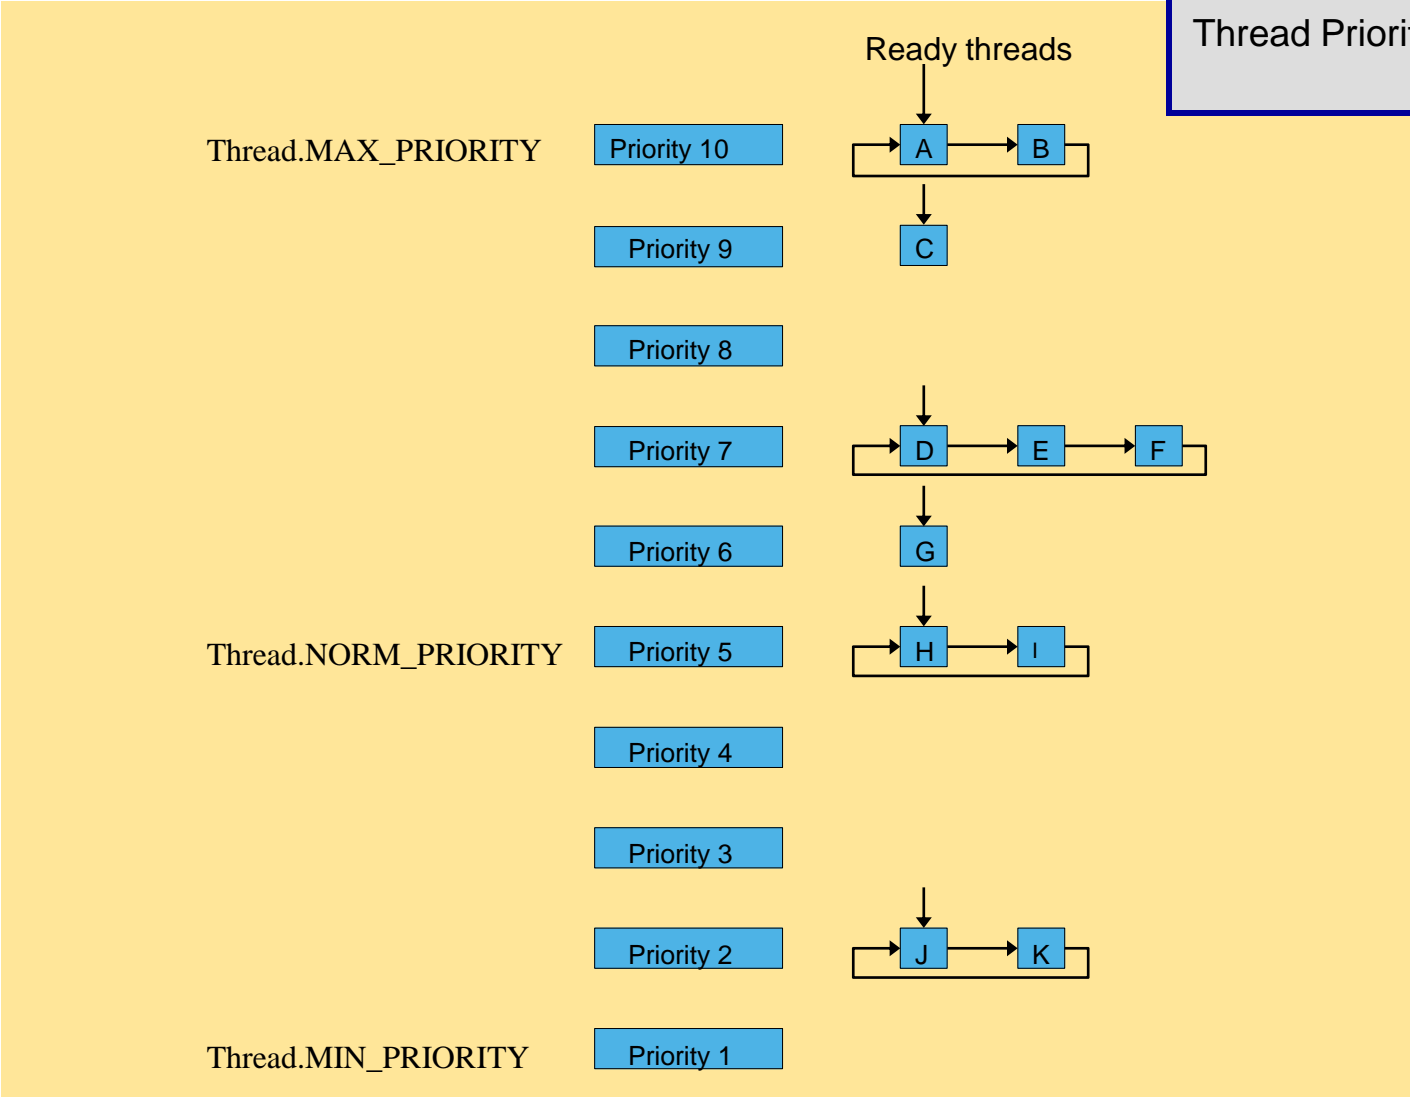 Thread Priorit
Ready threads
Thread.MAX_PRIORITY Priority 10 A B
Priority 9 C
Priority 8
Priority 7 D E F
Priority 6 G
Thread.NORM_PRIORITY Priority 5 H I
Priority 4
Priority 3
Priority 2 J K
Thread.MIN_PRIORITY Priority 1